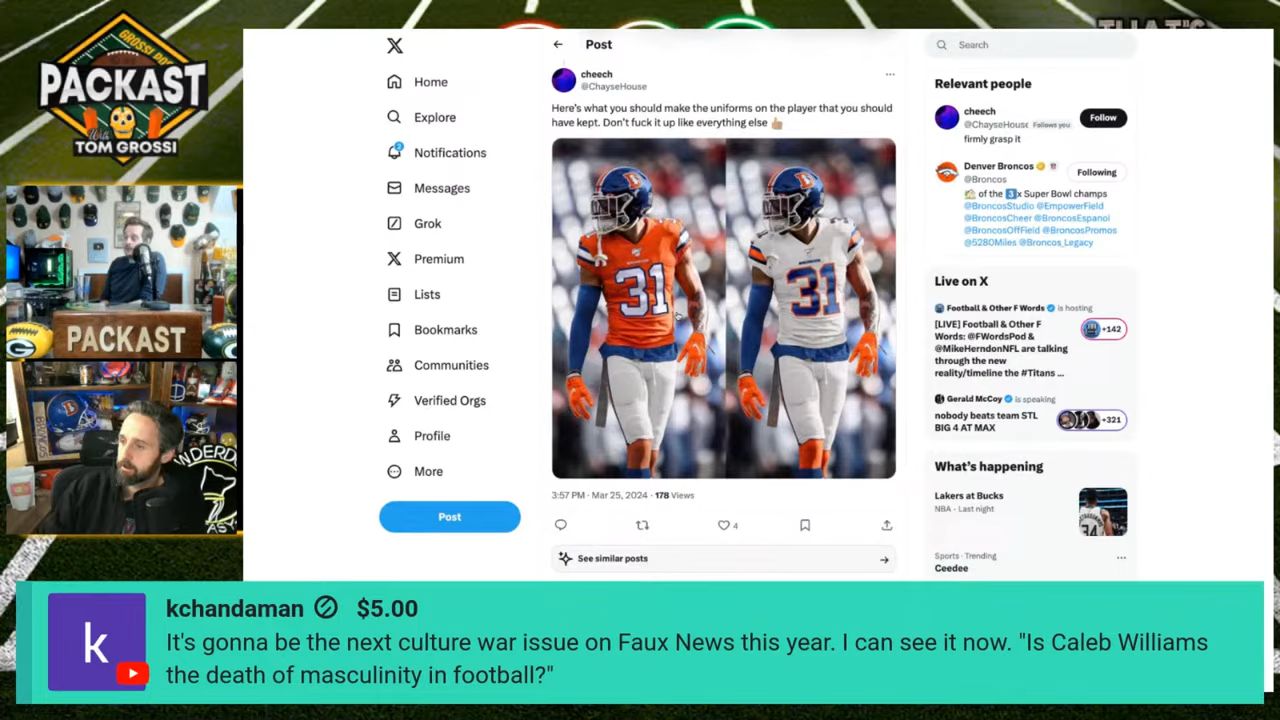 GROSSI POD
PACKAST
With
TOM GROSSI
THAT'S
PACKAST
G
BRONCOS
Home
Explore
2
Notifications
Messages
Grok
Premium
Lists
Bookmarks
Communities
Verified Orgs
Profile
More
Post
Post
cheech
@ChayseHouse
Here's what you should make the uniforms on the player that you should
have kept. Don't fuck it up like everything else 👍🏼
31
31
3:57 PM · Mar 25, 2024 · 178 Views
4
See similar posts
Search
Relevant people
cheech
@ChayseHouse Follows you
firmly grasp it
Follow
Denver Broncos
@Broncos
Following
🏠 of the 3️⃣x Super Bowl champs
@BroncosStudio @EmpowerField
@BroncosCheer @BroncosEspanol
@BroncosOffField @BroncosPromos
@5280Miles @Broncos_Legacy
Live on X
Football & Other F Words is hosting
[LIVE] Football & Other F
Words: @FWordsPod &
@MikeHerndonNFL are talking
through the new
reality/timeline the #Titans ...
+142
Gerald McCoy is speaking
nobody beats team STL
BIG 4 AT MAX
+321
What's happening
Lakers at Bucks
NBA · Last night
34
Sports · Trending
Ceedee
k
kchandaman $5.00
It's gonna be the next culture war issue on Faux News this year. I can see it now. "Is Caleb Williams
the death of masculinity in football?"